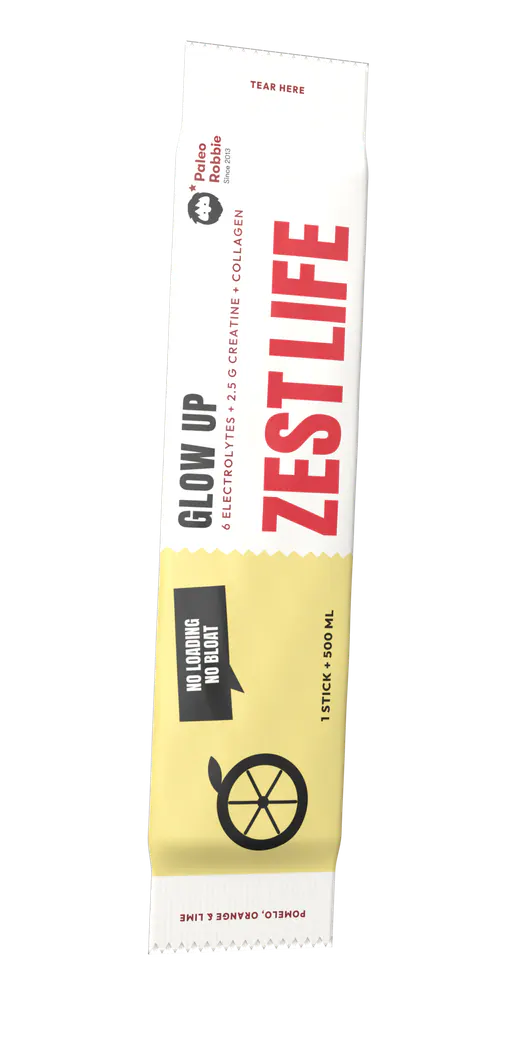 TEAR HERE
Paleo
Robbie
Since 2013
GLOW UP
6 ELECTROLYTES + 2.5 G CREATINE + COLLAGEN
ZEST LIFE
NO LOADING
NO BLOAT
1 STICK + 500 ML
POMELO, ORANGE & LIME